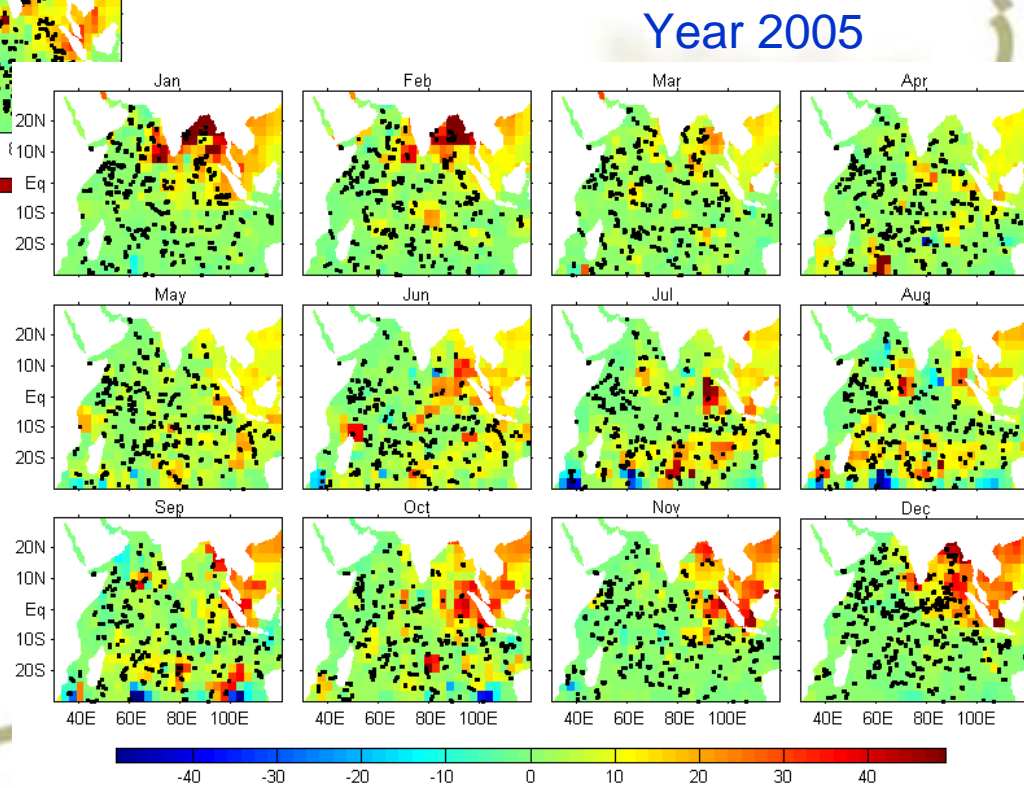 Year 2005
Jan Feb Mar Apr
20N
10N
Eq
10S
20S
May Jun Jul Aug
20N
10N
Eq
10S
20S
Sep Oct Nov Dec
20N
10N
Eq
10S
20S
40E 60E 80E 100E 40E 60E 80E 100E 40E 60E 80E 100E 40E 60E 80E 100E
-40 -30 -20 -10 0 10 20 30 40